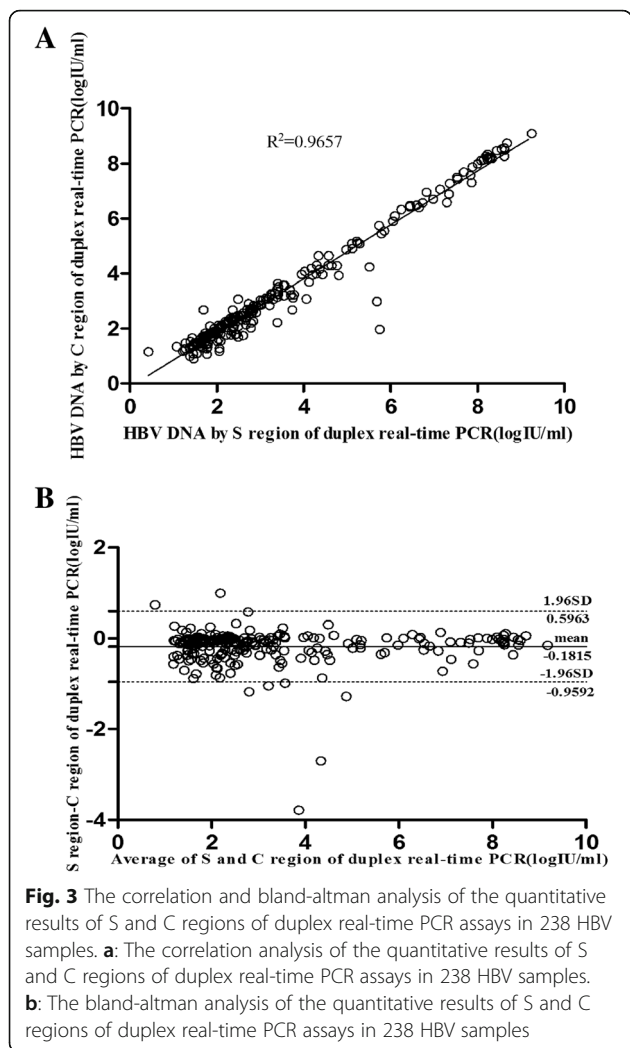 A
HBV DNA by C region of duplex real-time PCR(logIU/ml)
10
8
6
4
2
0
R²=0.9657
0 2 4 6 8 10
HBV DNA by S region of duplex real-time PCR(logIU/ml)
B
S region-C region of duplex real-time PCR(logIU/ml)
2
0
-2
-4
1.96SD
0.5963
mean
-0.1815
-1.96SD
-0.9592
0 2 4 6 8 10
Average of S and C region of duplex real-time PCR(logIU/ml)
Fig. 3 The correlation and bland-altman analysis of the quantitative
results of S and C regions of duplex real-time PCR assays in 238 HBV
samples. a: The correlation analysis of the quantitative results of S
and C regions of duplex real-time PCR assays in 238 HBV samples.
b: The bland-altman analysis of the quantitative results of S and C
regions of duplex real-time PCR assays in 238 HBV samples